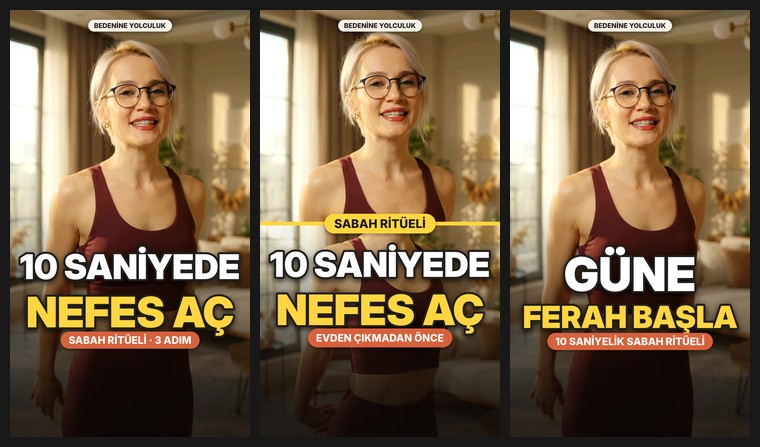 BEDENİNE YOLCULUK
10 SANİYEDE
NEFES AÇ
SABAH RİTÜELİ · 3 ADIM
BEDENİNE YOLCULUK
SABAH RİTÜELİ
10 SANİYEDE
NEFES AÇ
EVDEN ÇIKMADAN ÖNCE
BEDENİNE YOLCULUK
GÜNE
FERAH BAŞLA
10 SANİYELİK SABAH RİTÜELİ